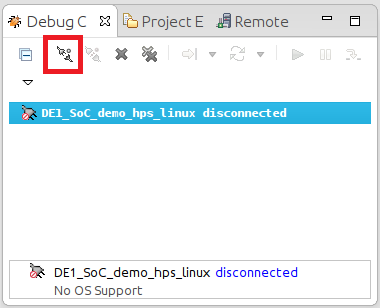 Debug C Project E Remote
DE1_SoC_demo_hps_linux disconnected
DE1_SoC_demo_hps_linux disconnected
No OS Support